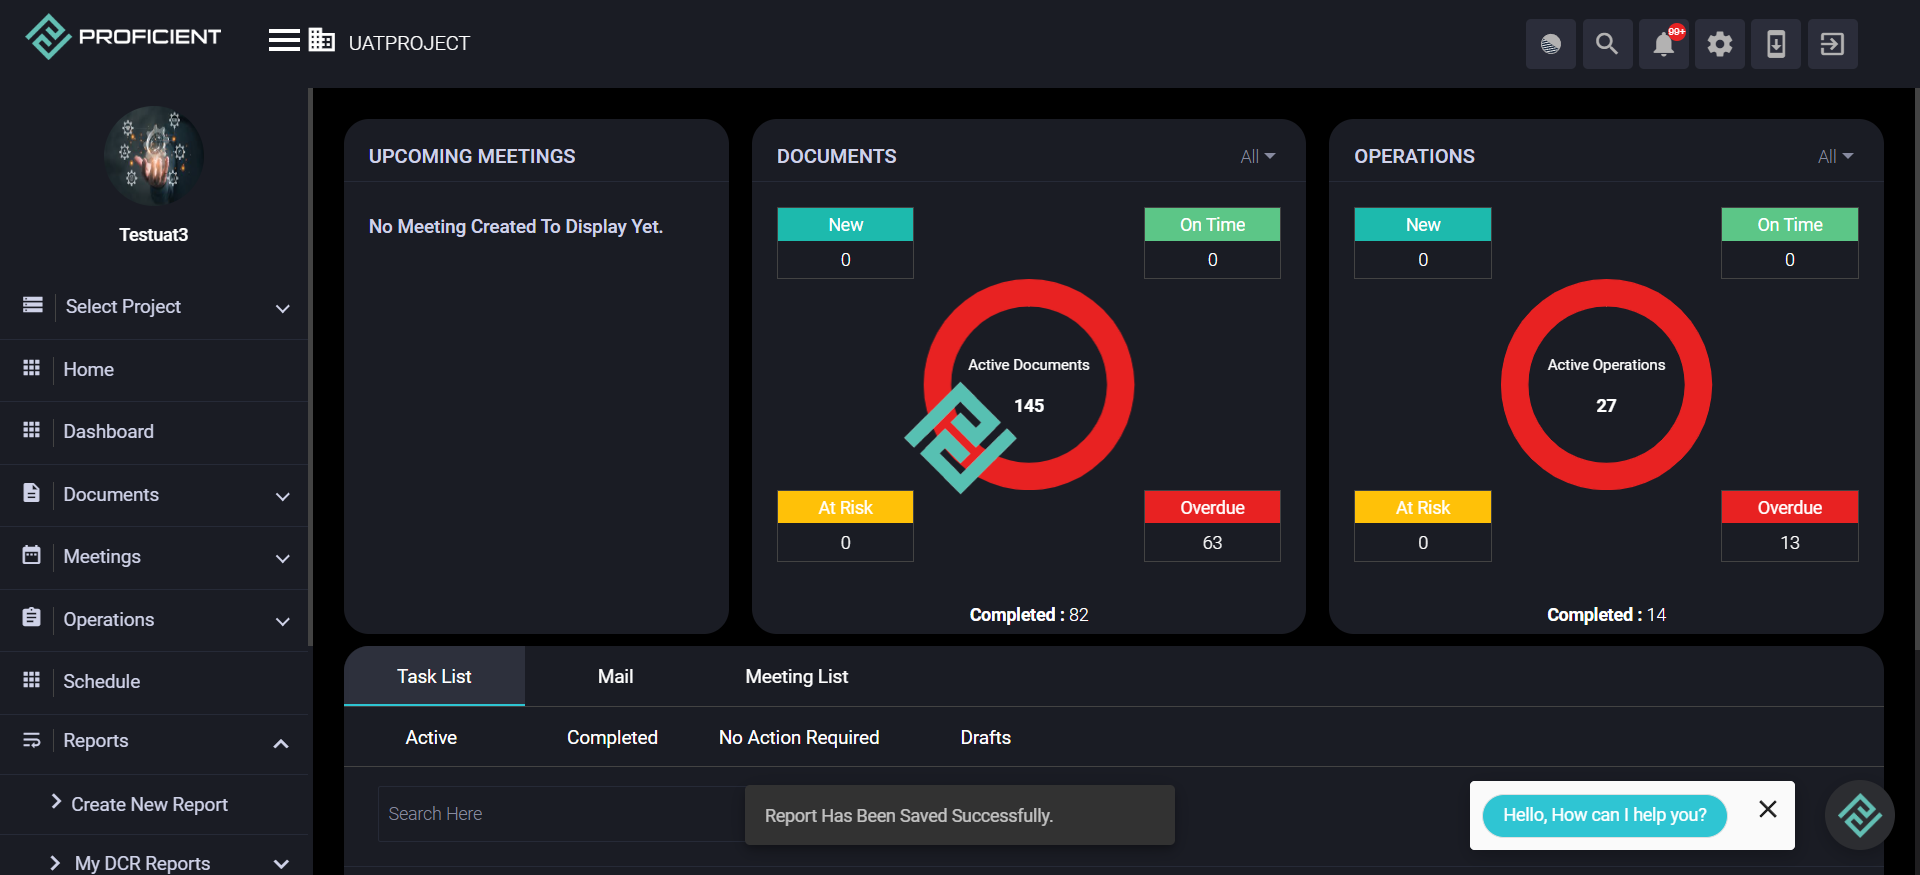 PROFICIENT
UATPROJECT
99+
Testuat3
Select Project
Home
Dashboard
Documents
Meetings
Operations
Schedule
Reports
Create New Report
My DCR Reports
UPCOMING MEETINGS
No Meeting Created To Display Yet.
DOCUMENTS
All
New
0
On Time
0
Active Documents
145
At Risk
0
Overdue
63
Completed : 82
OPERATIONS
All
New
0
On Time
0
Active Operations
27
At Risk
0
Overdue
13
Completed : 14
Task List
Mail
Meeting List
Active
Completed
No Action Required
Drafts
Search Here
Report Has Been Saved Successfully.
Hello, How can I help you?